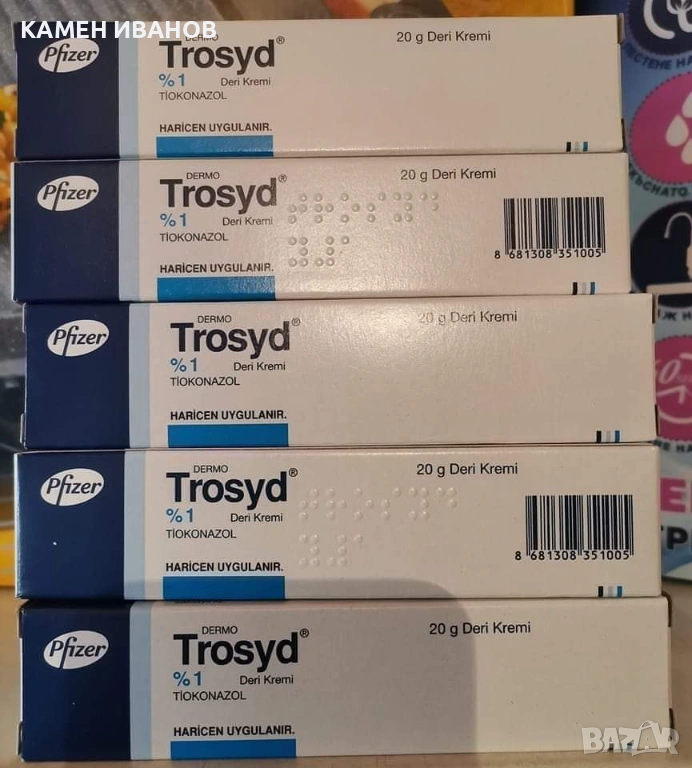 КАМЕН ИВАНОВ
Pfizer
DERMO
Trosyd®
20 g Deri Kremi
%1 Deri Kremi
TİOKONAZOL
HARİCEN UYGULANIR.
Pfizer
DERMO
Trosyd®
20 g Deri Kremi
%1 Deri Kremi
TİOKONAZOL
HARİCEN UYGULANIR.
8 681308 351005
Pfizer
DERMO
Trosyd®
20 g Deri Kremi
%1 Deri Kremi
TİOKONAZOL
HARİCEN UYGULANIR.
Pfizer
DERMO
Trosyd®
20 g Deri Kremi
%1 Deri Kremi
TİOKONAZOL
HARİCEN UYGULANIR.
8 681308 351005
Pfizer
DERMO
Trosyd®
20 g Deri Kremi
%1 Deri Kremi
TİOKONAZOL
HARİCEN UYGULANIR.
BAZAR